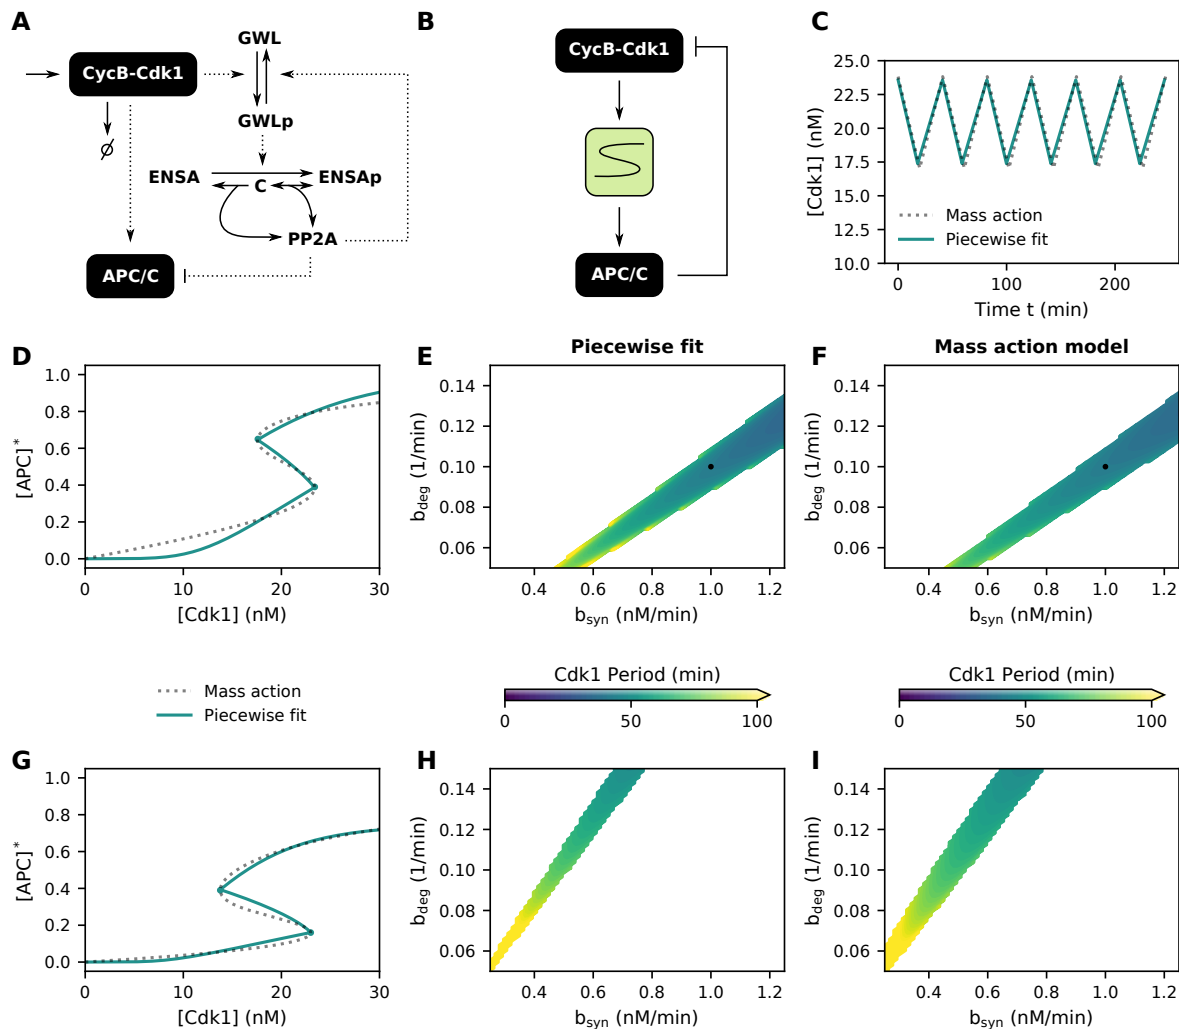 A
GWL
CycB-Cdk1
GWLp
∅
ENSA
C
ENSAp
PP2A
APC/C
B
CycB-Cdk1
APC/C
C
25.0
22.5
20.0
17.5
15.0
12.5
10.0
[Cdk1] (nM)
Mass action
Piecewise fit
0
100
200
Time t (min)
D
1.0
0.8
0.6
0.4
0.2
0.0
[APC]*
0
10
20
30
[Cdk1] (nM)
E
Piecewise fit
0.14
0.12
0.10
0.08
0.06
b_deg (1/min)
0.4
0.6
0.8
1.0
1.2
b_syn (nM/min)
F
Mass action model
0.14
0.12
0.10
0.08
0.06
b_deg (1/min)
0.4
0.6
0.8
1.0
1.2
b_syn (nM/min)
Mass action
Piecewise fit
Cdk1 Period (min)
0
50
100
Cdk1 Period (min)
0
50
100
G
1.0
0.8
0.6
0.4
0.2
0.0
[APC]*
0
10
20
30
[Cdk1] (nM)
H
0.14
0.12
0.10
0.08
0.06
b_deg (1/min)
0.4
0.6
0.8
1.0
1.2
b_syn (nM/min)
I
0.14
0.12
0.10
0.08
0.06
b_deg (1/min)
0.4
0.6
0.8
1.0
1.2
b_syn (nM/min)